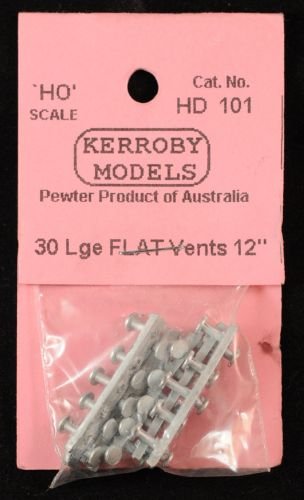 'HO'
SCALE
Cat. No.
HD 101
KERROBY
MODELS
Pewter Product of Australia
30 Lge FLAT Vents 12"